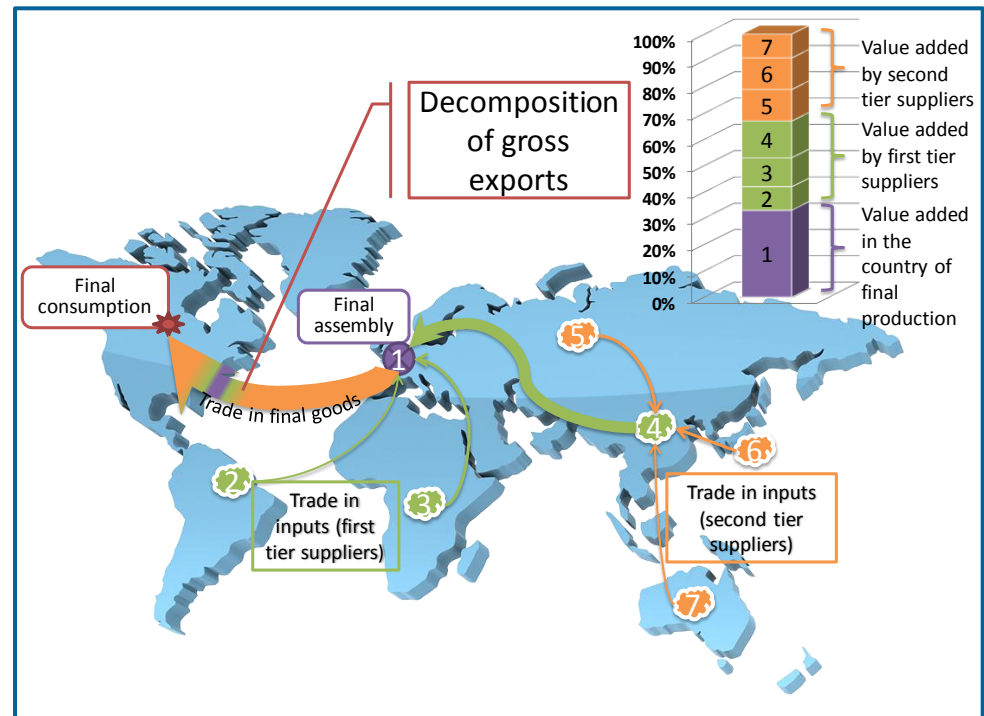 Decomposition
of gross
exports
100%
90%
80%
70%
60%
50%
40%
30%
20%
10%
0%
7
6
5
4
3
2
1
Value added
by second
tier suppliers
Value added
by first tier
suppliers
Value added
in the
country of
final
production
Final
consumption
Final
assembly
1
Trade in final goods
5
4
6
2
3
7
Trade in
inputs (first
tier suppliers)
Trade in inputs
(second tier
suppliers)